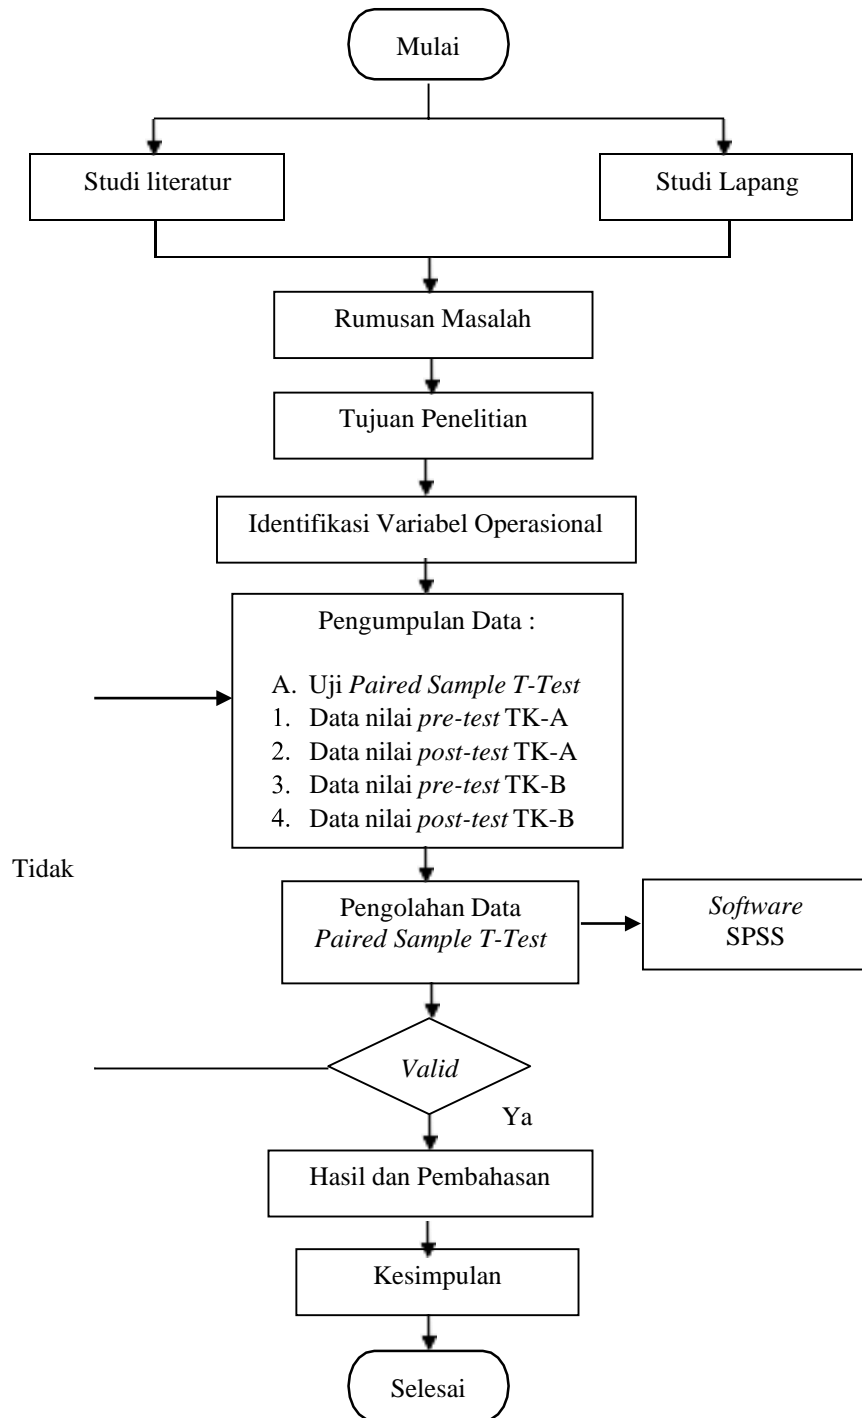 Mulai
Studi literatur
Studi Lapang
Rumusan Masalah
Tujuan Penelitian
Identifikasi Variabel Operasional
Pengumpulan Data :
A. Uji Paired Sample T-Test
1. Data nilai pre-test TK-A
2. Data nilai post-test TK-A
3. Data nilai pre-test TK-B
4. Data nilai post-test TK-B
Tidak
Pengolahan Data
Paired Sample T-Test
Software
SPSS
Valid
Ya
Hasil dan Pembahasan
Kesimpulan
Selesai